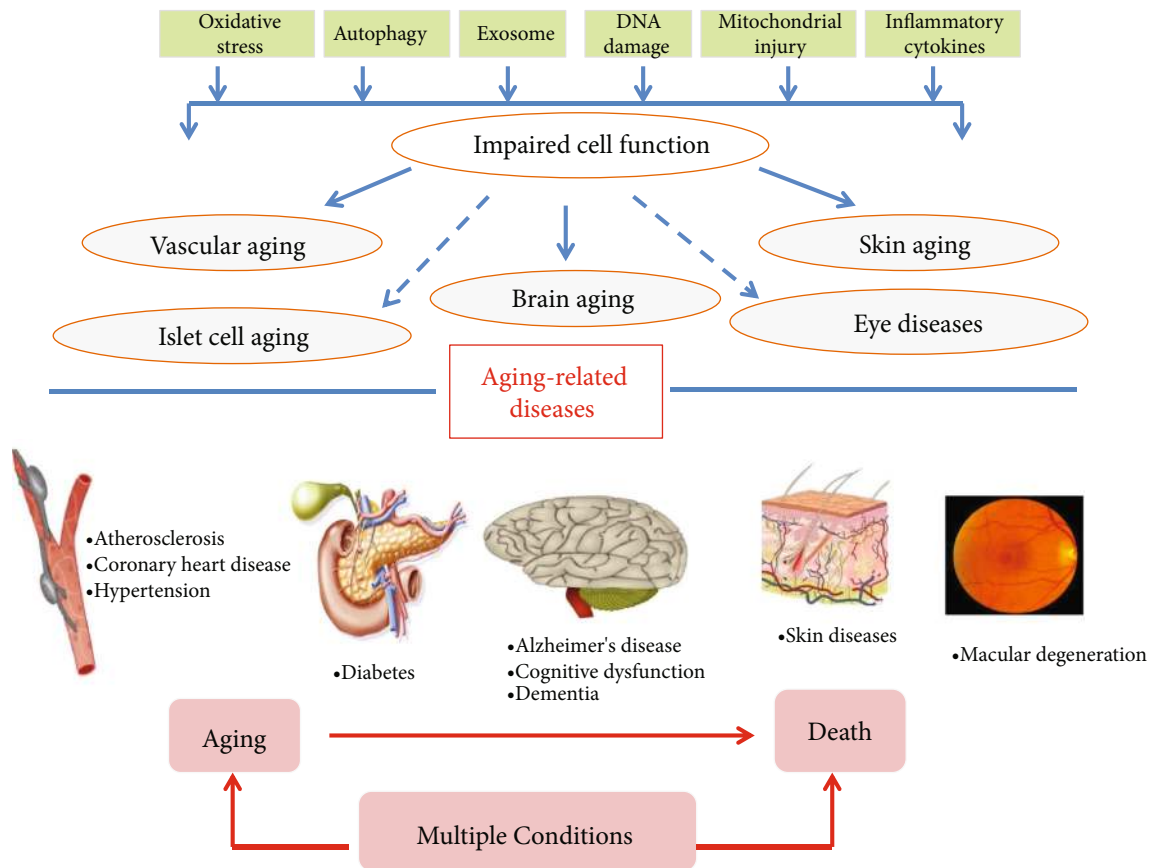 Oxidative
stress
Autophagy
Exosome
DNA
damage
Mitochondrial
injury
Inflammatory
cytokines
Impaired cell function
Vascular aging
Skin aging
Brain aging
Islet cell aging
Eye diseases
Aging-related
diseases
•Atherosclerosis
•Coronary heart disease
•Hypertension
•Diabetes
•Alzheimer's disease
•Cognitive dysfunction
•Dementia
•Skin diseases
•Macular degeneration
Aging
Death
Multiple Conditions